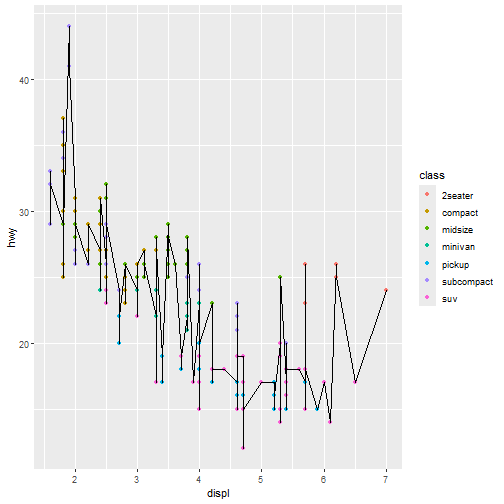 40
30
20
hwy
2
3
4
5
6
7
displ
class
2seater
compact
midsize
minivan
pickup
subcompact
suv